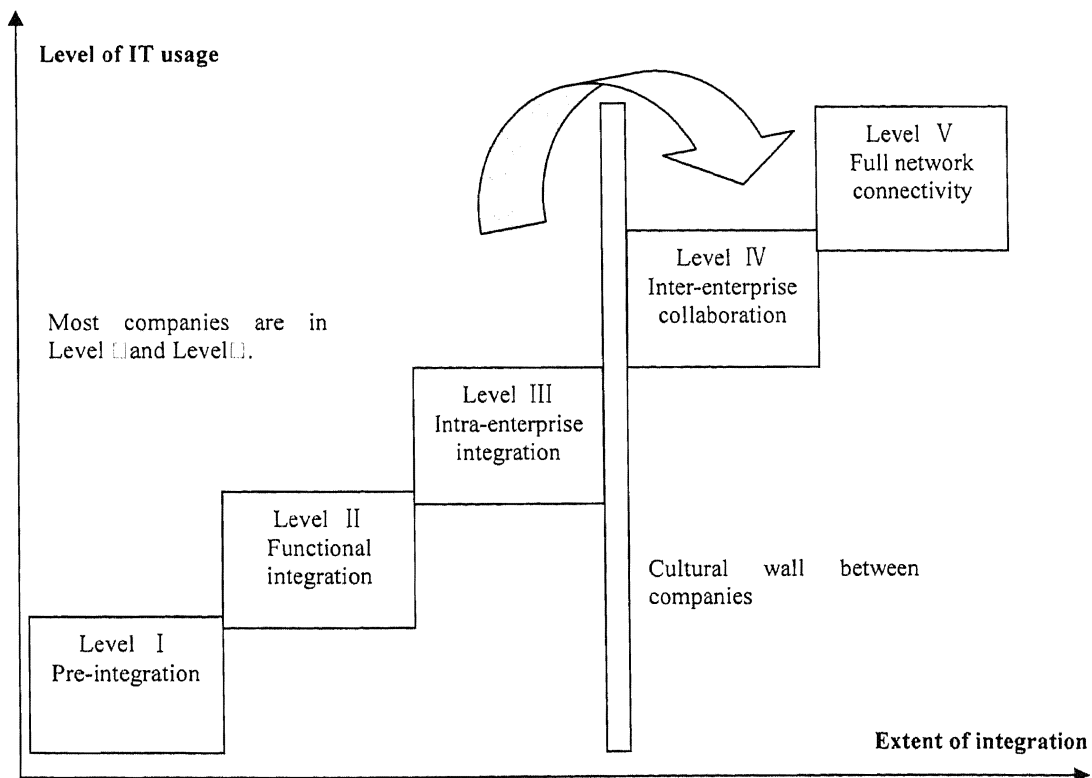 Level of IT usage
Level V
Full network
connectivity
Level IV
Inter-enterprise
collaboration
Most companies are in
Level and Level .
Level III
Intra-enterprise
integration
Level II
Functional
integration
Cultural wall between
companies
Level I
Pre-integration
Extent of integration